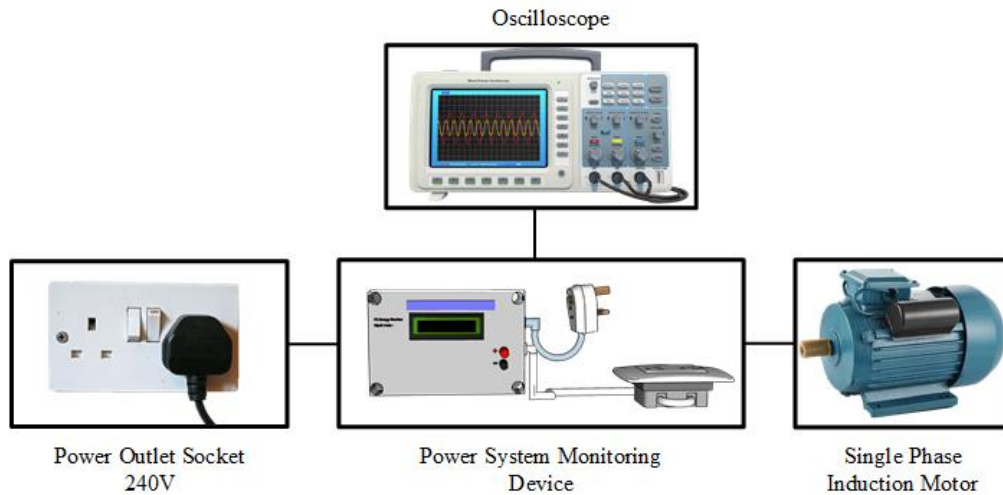 Oscilloscope
Power Outlet Socket
240V
Power System Monitoring
Device
Single Phase
Induction Motor